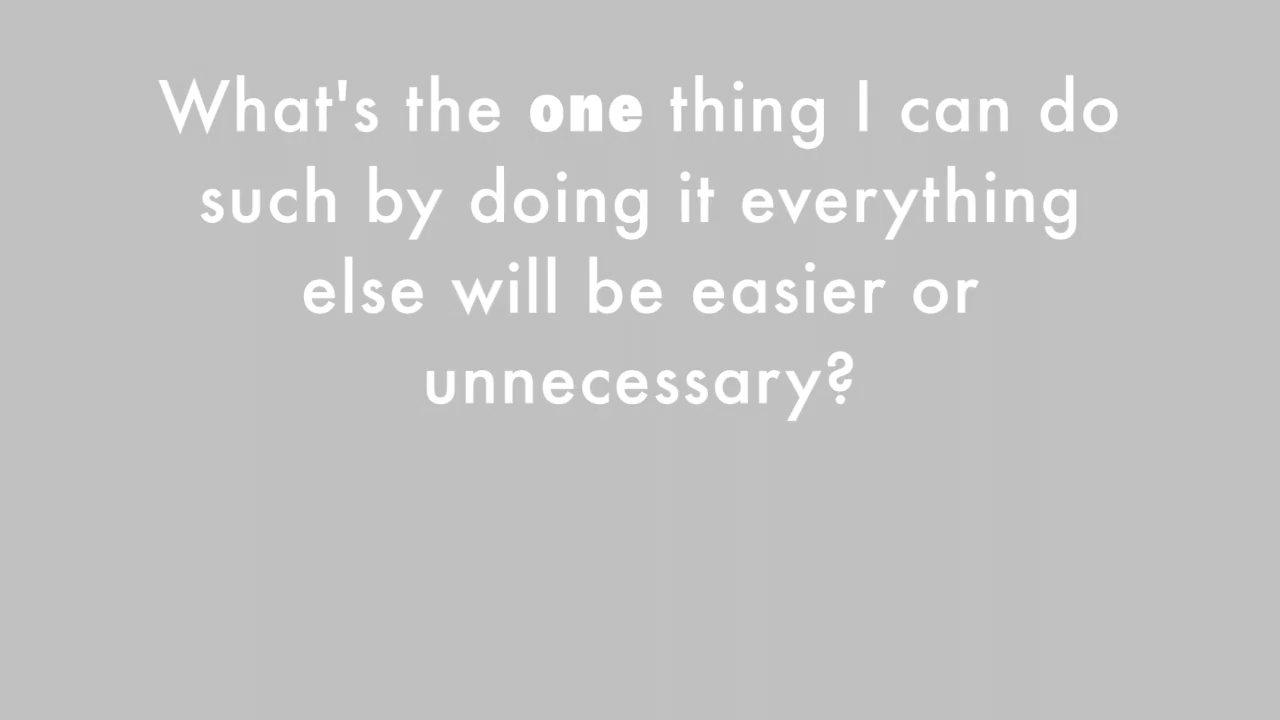 What's the one thing I can do
such by doing it everything
else will be easier or
unnecessary?